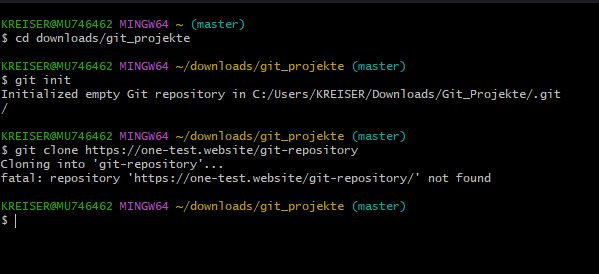 KREISER@MU746462 MINGW64 ~ (master)
$ cd downloads/git_projekte
KREISER@MU746462 MINGW64 ~/downloads/git_projekte (master)
$ git init
Initialized empty Git repository in C:/Users/KREISER/Downloads/Git_Projekte/.git
/
KREISER@MU746462 MINGW64 ~/downloads/git_projekte (master)
$ git clone https://one-test.website/git-repository
Cloning into 'git-repository'...
fatal: repository 'https://one-test.website/git-repository/' not found
KREISER@MU746462 MINGW64 ~/downloads/git_projekte (master)
$